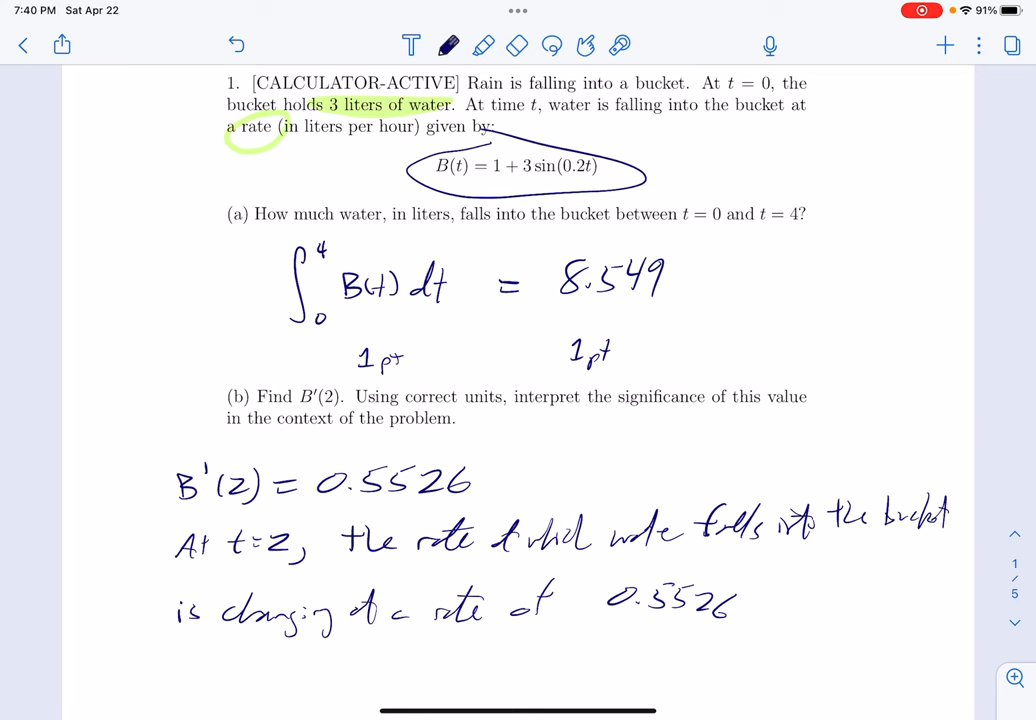 7:40 PM Sat Apr 22
91%
1. [CALCULATOR-ACTIVE] Rain is falling into a bucket. At t = 0, the
bucket holds 3 liters of water. At time t, water is falling into the bucket at
a rate (in liters per hour) given by:
B(t) = 1 + 3 sin(0.2t)
(a) How much water, in liters, falls into the bucket between t = 0 and t = 4?
∫₀⁴ B(t) dt = 8.549
1 pt 1 pt
(b) Find B′(2). Using correct units, interpret the significance of this value
in the context of the problem.
B'(2) = 0.5526
At t=2, the rate at which water falls into the bucket
is changing at a rate of 0.5526
1
/
5